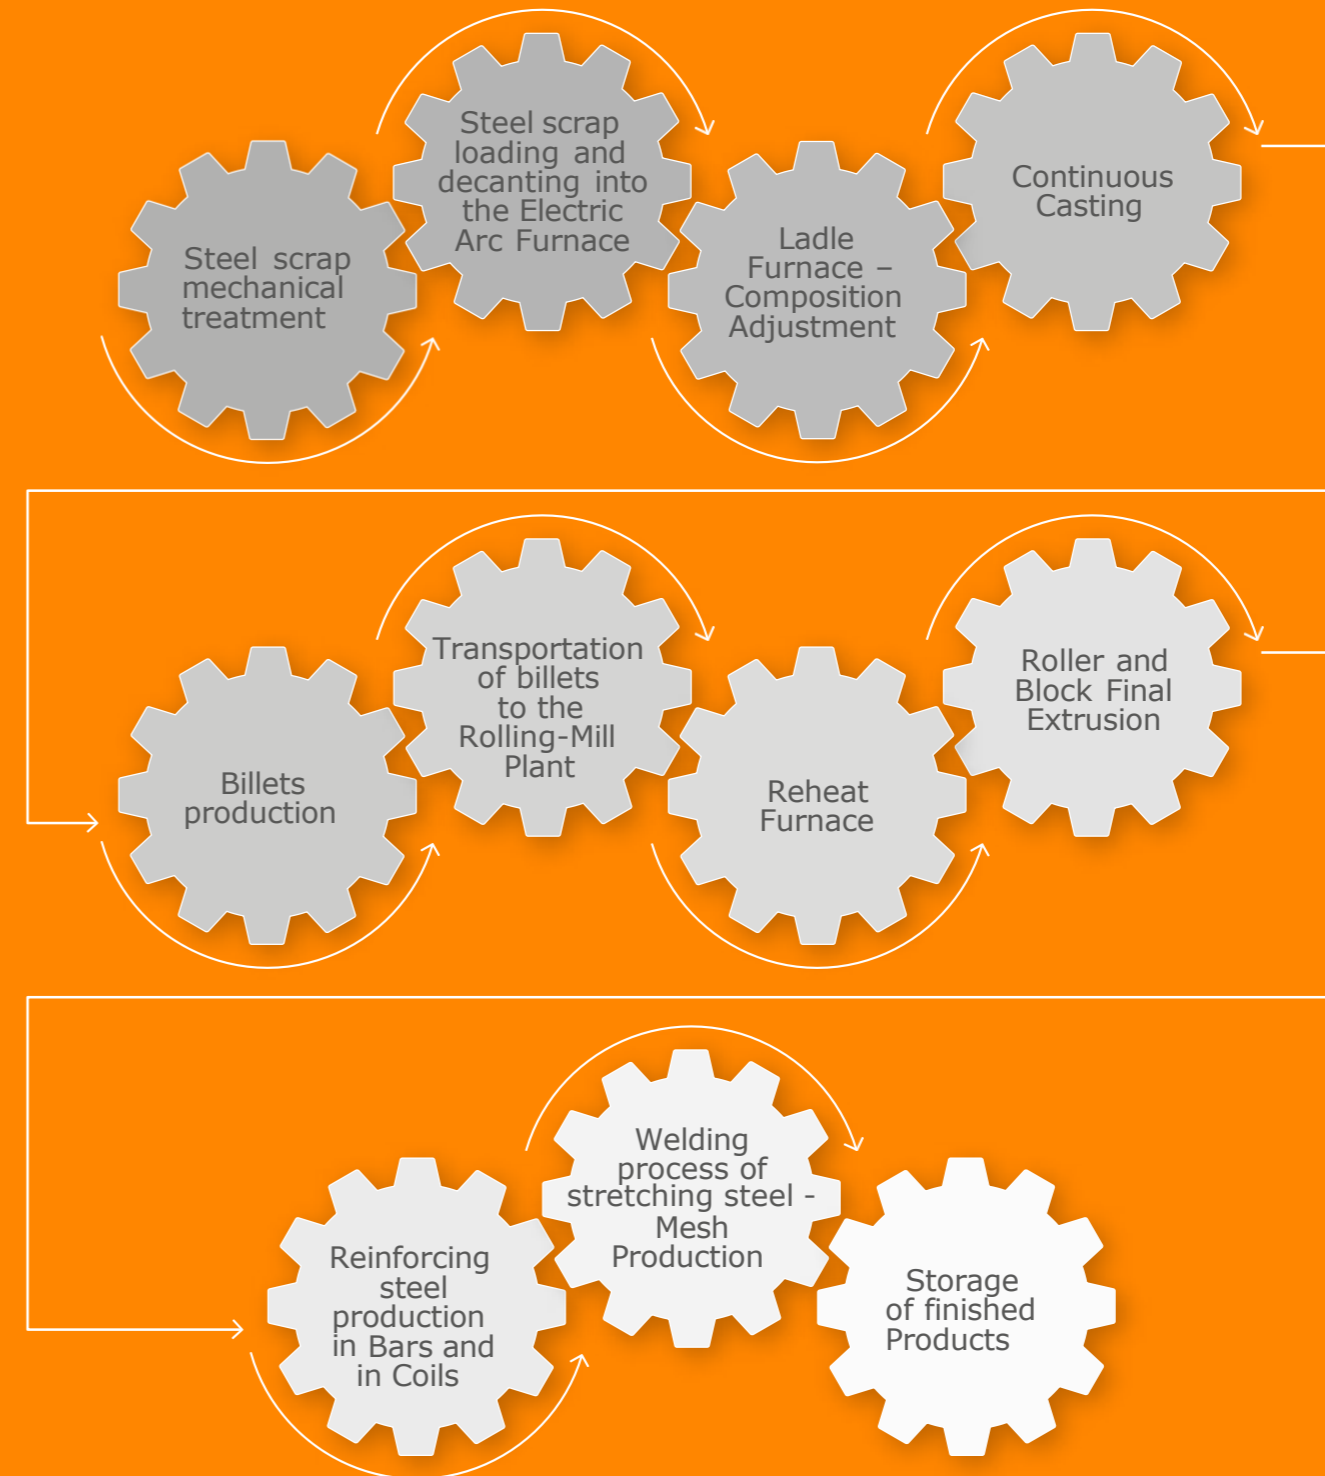 Steel scrap
mechanical
treatment
Steel scrap
loading and
decanting into
the Electric
Arc Furnace
Ladle
Furnace –
Composition
Adjustment
Continuous
Casting
Billets
production
Transportation
of billets
to the
Rolling-Mill
Plant
Reheat
Furnace
Roller and
Block Final
Extrusion
Reinforcing
steel
production
in Bars and
in Coils
Welding
process of
stretching steel -
Mesh
Production
Storage
of finished
Products